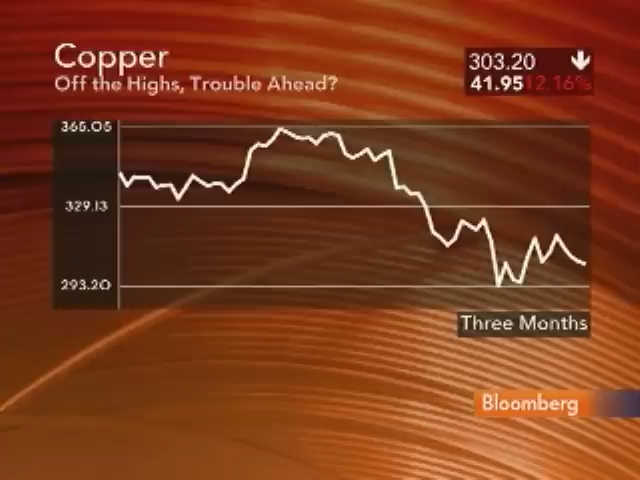 Copper
Off the Highs, Trouble Ahead?
303.20
41.95 12.16%
365.05
329.13
293.20
Three Months
Bloomberg